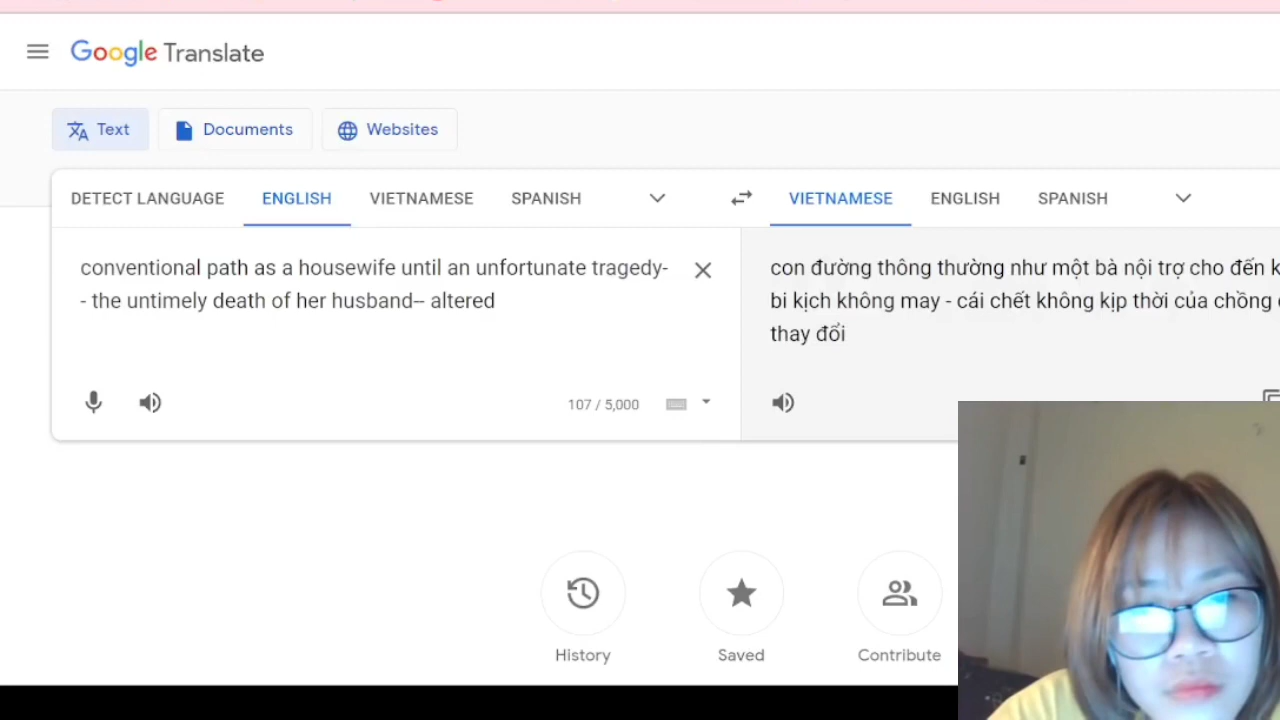 Google Translate
Text
Documents
Websites
DETECT LANGUAGE
ENGLISH
VIETNAMESE
SPANISH
VIETNAMESE
ENGLISH
SPANISH
conventional path as a housewife until an unfortunate tragedy-
- the untimely death of her husband-- altered
107 / 5,000
con đường thông thường như một bà nội trợ cho đến
bi kịch không may - cái chết không kịp thời của chồng
thay đổi
History
Saved
Contribute